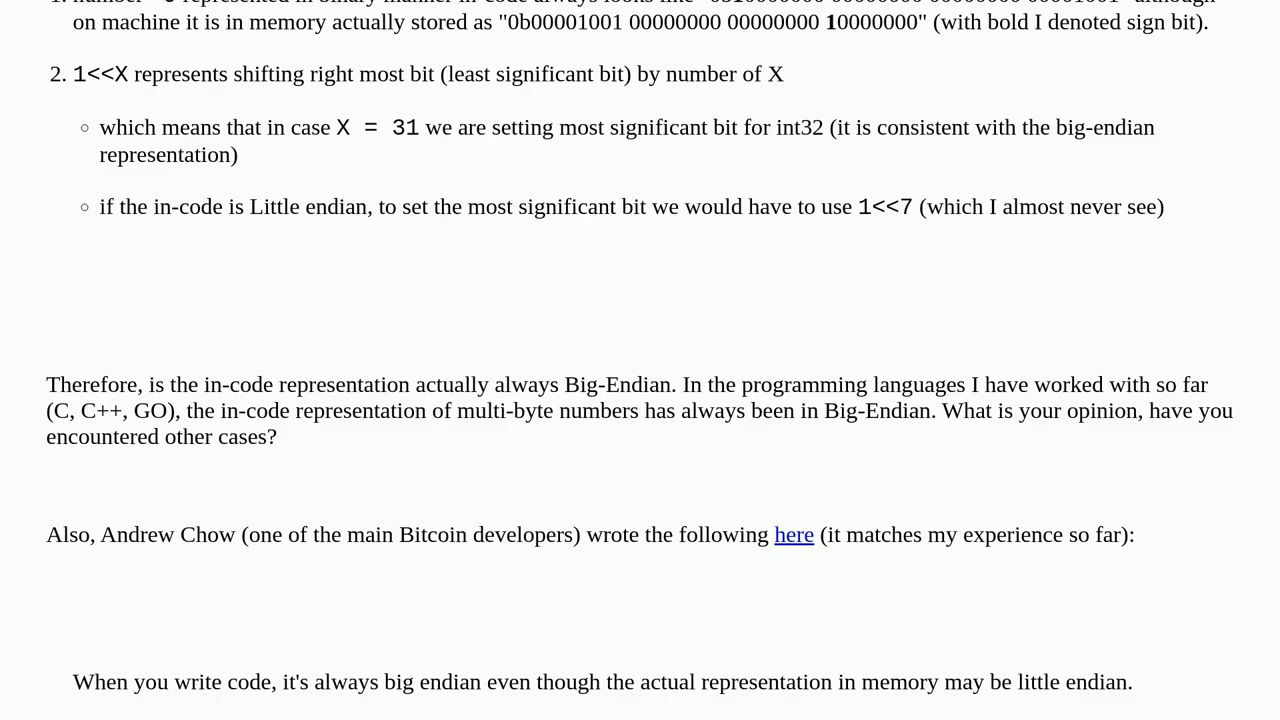 on machine it is in memory actually stored as "0b00001001 00000000 00000000 10000000" (with bold I denoted sign bit).
2. 1<<X represents shifting right most bit (least significant bit) by number of X
which means that in case X = 31 we are setting most significant bit for int32 (it is consistent with the big-endian
representation)
if the in-code is Little endian, to set the most significant bit we would have to use 1<<7 (which I almost never see)
Therefore, is the in-code representation actually always Big-Endian. In the programming languages I have worked with so far
(C, C++, GO), the in-code representation of multi-byte numbers has always been in Big-Endian. What is your opinion, have you
encountered other cases?
Also, Andrew Chow (one of the main Bitcoin developers) wrote the following here (it matches my experience so far):
When you write code, it's always big endian even though the actual representation in memory may be little endian.